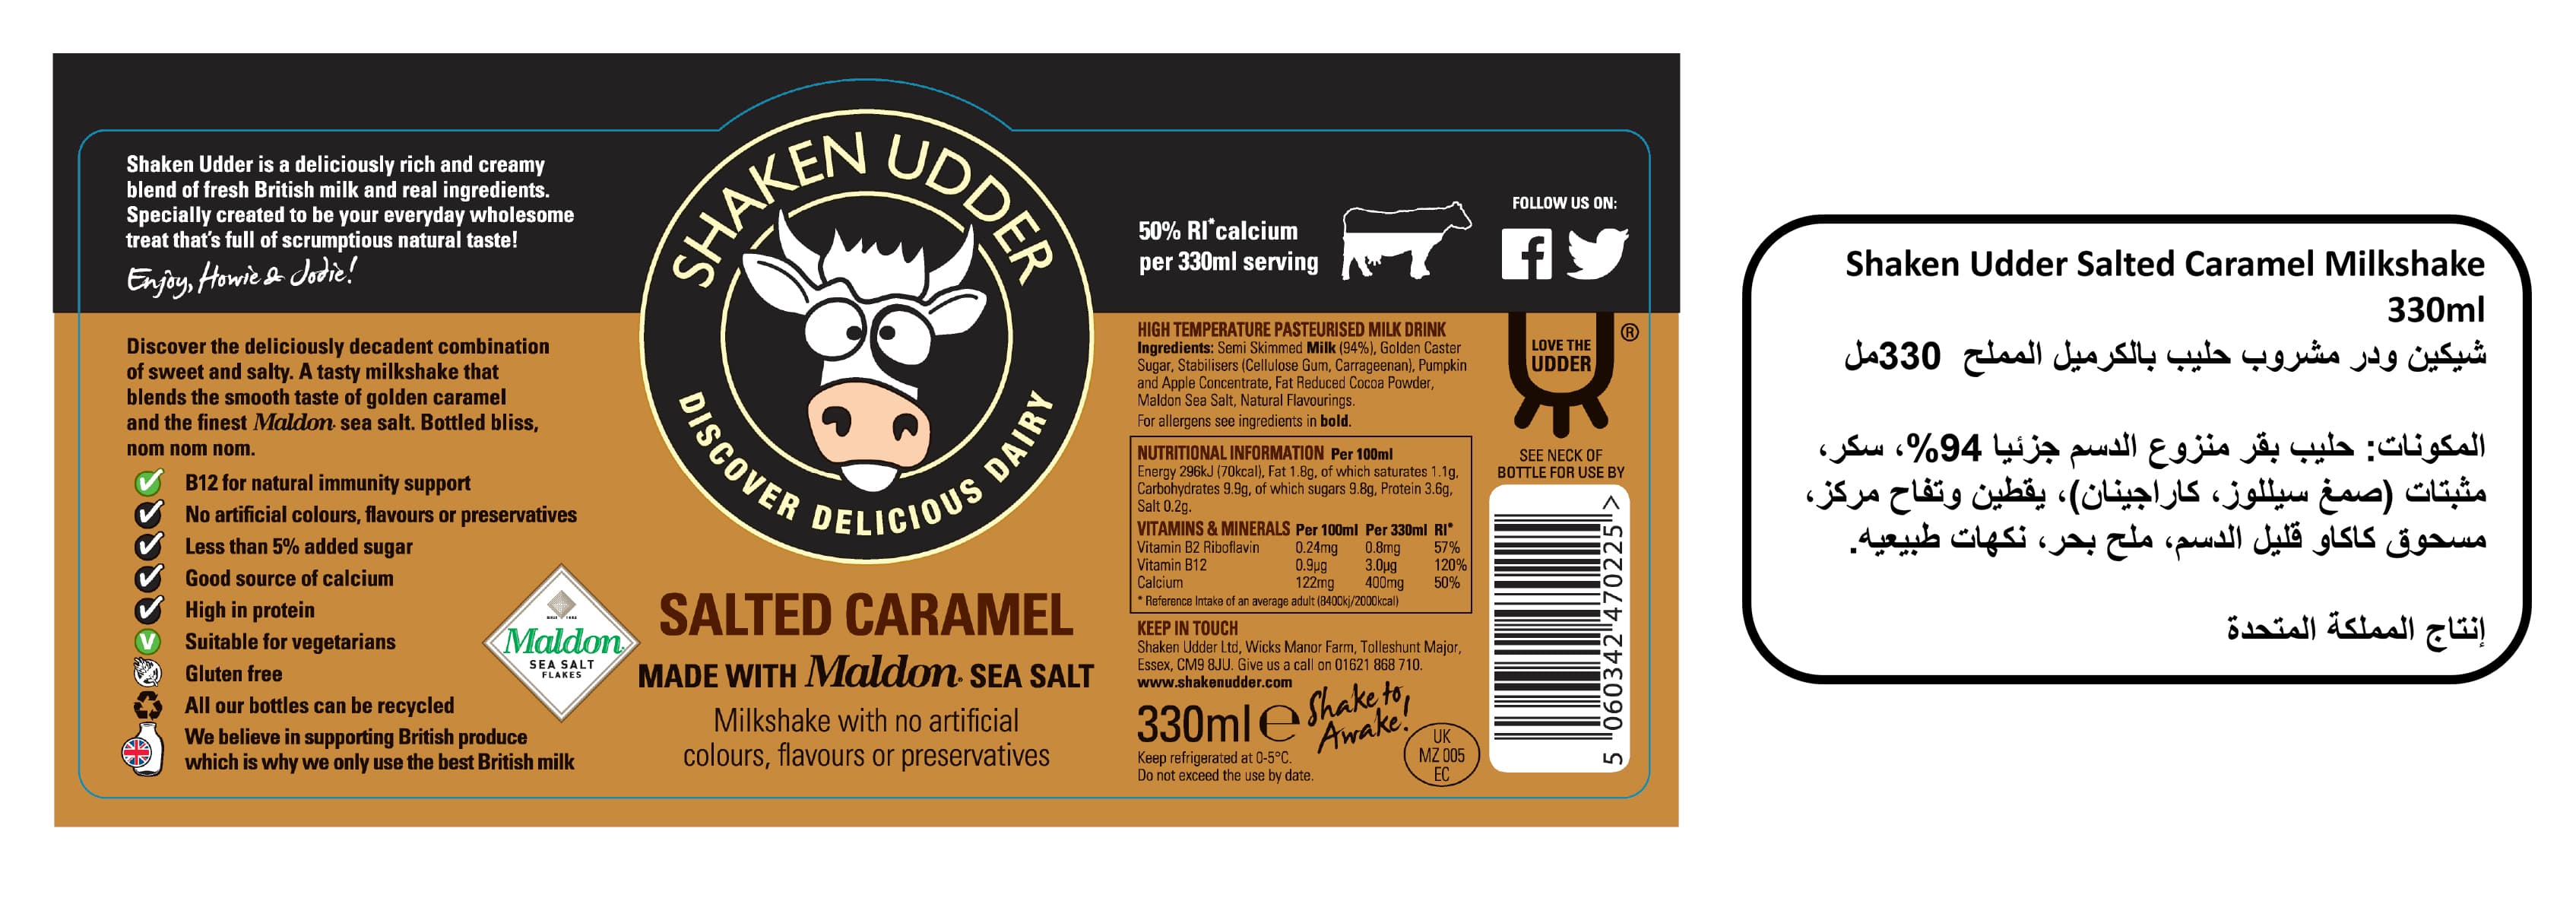 Shaken Udder is a deliciously rich and creamy
blend of fresh British milk and real ingredients.
Specially created to be your everyday wholesome
treat that's full of scrumptious natural taste!
Enjoy, Howie & Jodie!
Discover the deliciously decadent combination
of sweet and salty. A tasty milkshake that
blends the smooth taste of golden caramel
and the finest Maldon sea salt. Bottled bliss,
nom nom nom.
B12 for natural immunity support
No artificial colours, flavours or preservatives
Less than 5% added sugar
Good source of calcium
High in protein
V Suitable for vegetarians
Gluten free
All our bottles can be recycled
We believe in supporting British produce
which is why we only use the best British milk
Maldon
SEA SALT
FLAKES
SHAKEN UDDER
DISCOVER DELICIOUS DAIRY
SALTED CARAMEL
MADE WITH Maldon SEA SALT
Milkshake with no artificial
colours, flavours or preservatives
50% RI*calcium
per 330ml serving
FOLLOW US ON:
HIGH TEMPERATURE PASTEURISED MILK DRINK
Ingredients: Semi Skimmed Milk (94%), Golden Caster
Sugar, Stabilisers (Cellulose Gum, Carrageenan), Pumpkin
and Apple Concentrate, Fat Reduced Cocoa Powder,
Maldon Sea Salt, Natural Flavourings.
For allergens see ingredients in bold.
NUTRITIONAL INFORMATION Per 100ml
Energy 296kJ (70kcal), Fat 1.8g, of which saturates 1.1g,
Carbohydrates 9.9g, of which sugars 9.8g, Protein 3.6g,
Salt 0.2g.
VITAMINS & MINERALS Per 100ml Per 330ml RI*
Vitamin B2 Riboflavin 0.24mg 0.8mg 57%
Vitamin B12 0.9µg 3.0µg 120%
Calcium 122mg 400mg 50%
* Reference Intake of an average adult (8400kj/2000kcal)
KEEP IN TOUCH
Shaken Udder Ltd, Wicks Manor Farm, Tolleshunt Major,
Essex, CM9 8JU. Give us a call on 01621 868 710.
www.shakenudder.com
330ml e
Shake to
Awake!
Keep refrigerated at 0-5°C.
Do not exceed the use by date.
UK
MZ 005
EC
LOVE THE
UDDER
®
SEE NECK OF
BOTTLE FOR USE BY
5 060342 470225 >
Shaken Udder Salted Caramel Milkshake
330ml
شيكين ودر مشروب حليب بالكرميل المملح 330مل
المكونات: حليب بقر منزوع الدسم جزئيا 94%، سكر،
مثبتات (صمغ سيللوز، كاراجينان)، يقطين وتفاح مركز،
مسحوق كاكاو قليل الدسم، ملح بحر، نكهات طبيعيه.
إنتاج المملكة المتحدة